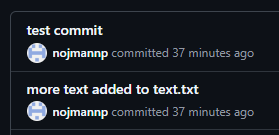 test commit
nojmannp committed 37 minutes ago
more text added to text.txt
nojmannp committed 37 minutes ago